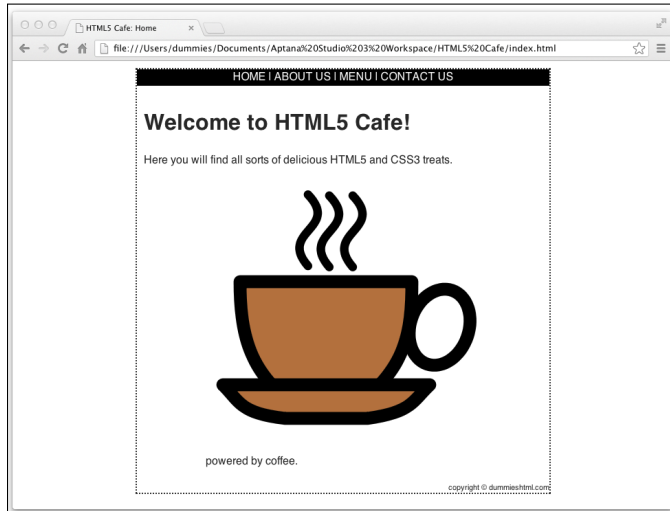 HTML5 Cafe: Home
file:///Users/dummies/Documents/Aptana%20Studio%203%20Workspace/HTML5%20Cafe/index.html
HOME | ABOUT US | MENU | CONTACT US
Welcome to HTML5 Cafe!
Here you will find all sorts of delicious HTML5 and CSS3 treats.
powered by coffee.
copyright © dummieshtml.com